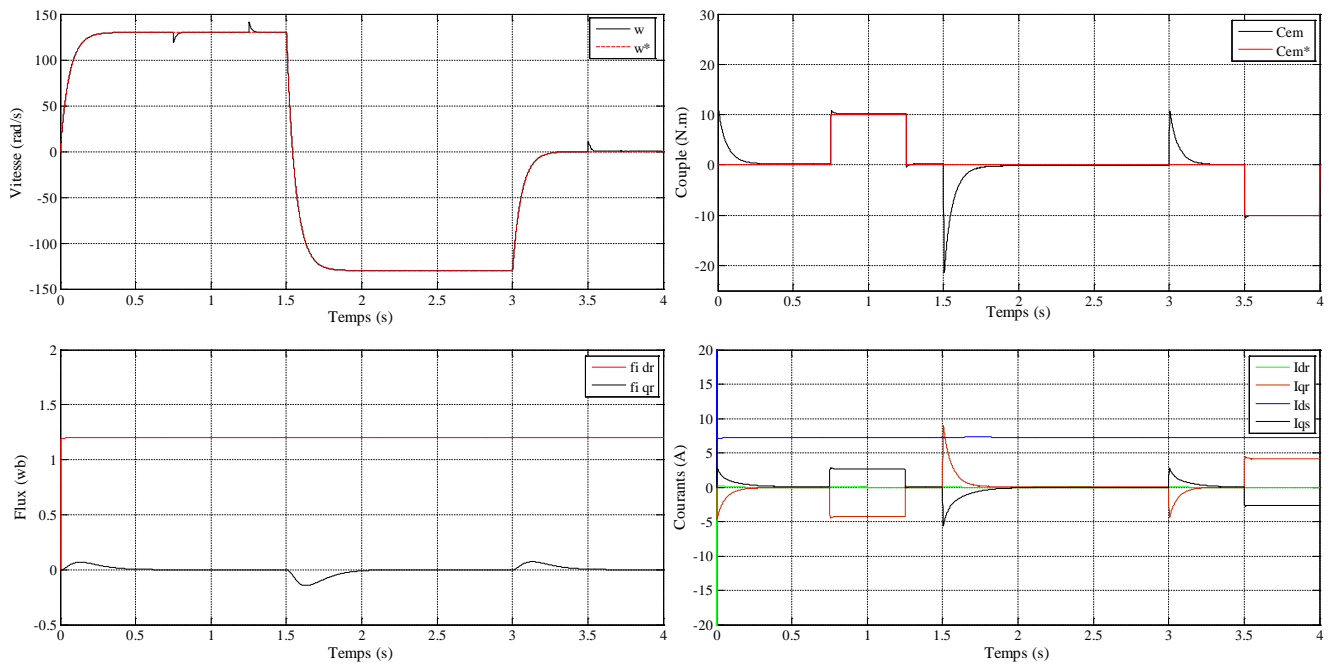 Vitesse (rad/s)
150
100
50
0
-50
-100
-150
0 0.5 1 1.5 2 2.5 3 3.5 4
Temps (s)
w
w*
Couple (N.m)
30
20
10
0
-10
-20
0 0.5 1 1.5 2 2.5 3 3.5 4
Temps (s)
Cem
Cem*
Flux (wb)
2
1.5
1
0.5
0
-0.5
0 0.5 1 1.5 2 2.5 3 3.5 4
Temps (s)
fi dr
fi qr
Courants (A)
20
15
10
5
0
-5
-10
-15
-20
0 0.5 1 1.5 2 2.5 3 3.5 4
Temps (s)
Idr
Iqr
Ids
Iqs